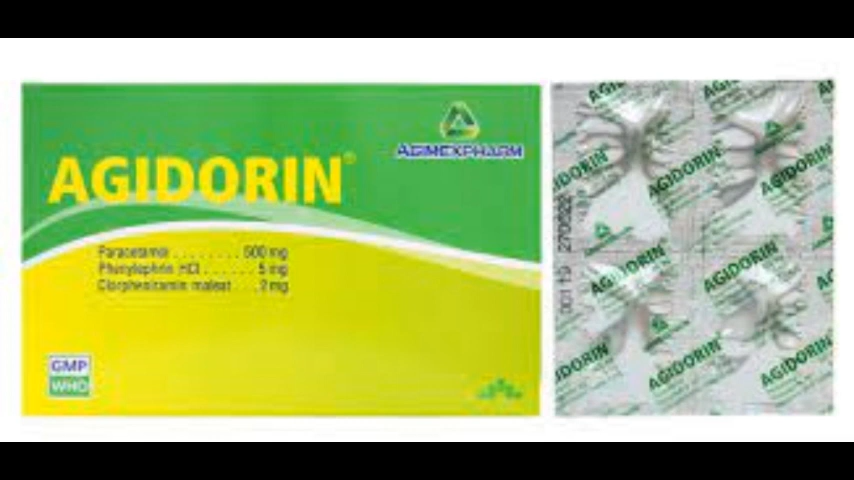 AGIMEXPHARM
AGIDORIN®
Paracetamol ........ 500 mg
Phenylephrin HCl ...... 5 mg
Clorpheniramin maleat ... 2 mg
GMP
WHO
AGIDORIN
AGIDORIN
AGIDORIN
AGIDORIN
AGIDORIN
AGIDORIN
AGIDORIN
AGIDORIN